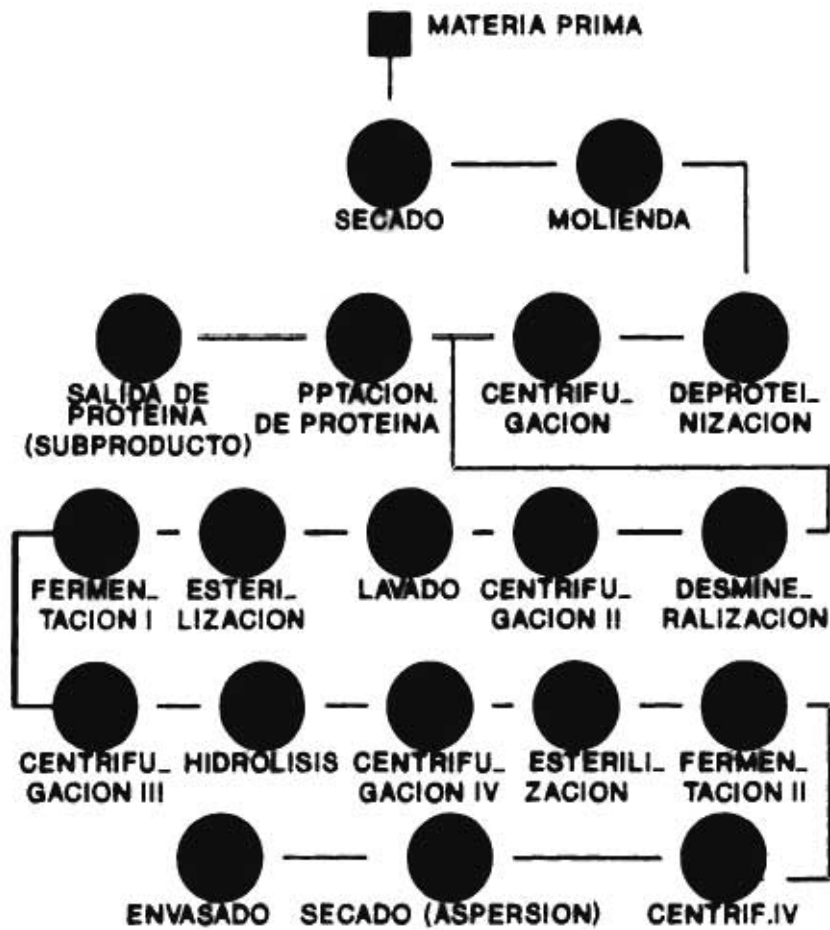 MATERIA PRIMA
SECADO
MOLIENDA
SALIDA DE
PROTEINA
(SUBPRODUCTO)
PPTACION.
DE PROTEINA
CENTRIFU_
GACION
DEPROTEI_
NIZACION
FERMEN_
TACION I
ESTERI_
LIZACION
LAVADO
CENTRIFU_
GACION II
DESMINE_
RALIZACION
CENTRIFU_
GACION III
HIDROLISIS
CENTRIFU_
GACION IV
ESTERILI_
ZACION
FERMEN_
TACION II
ENVASADO
SECADO (ASPERSION)
CENTRIF.IV